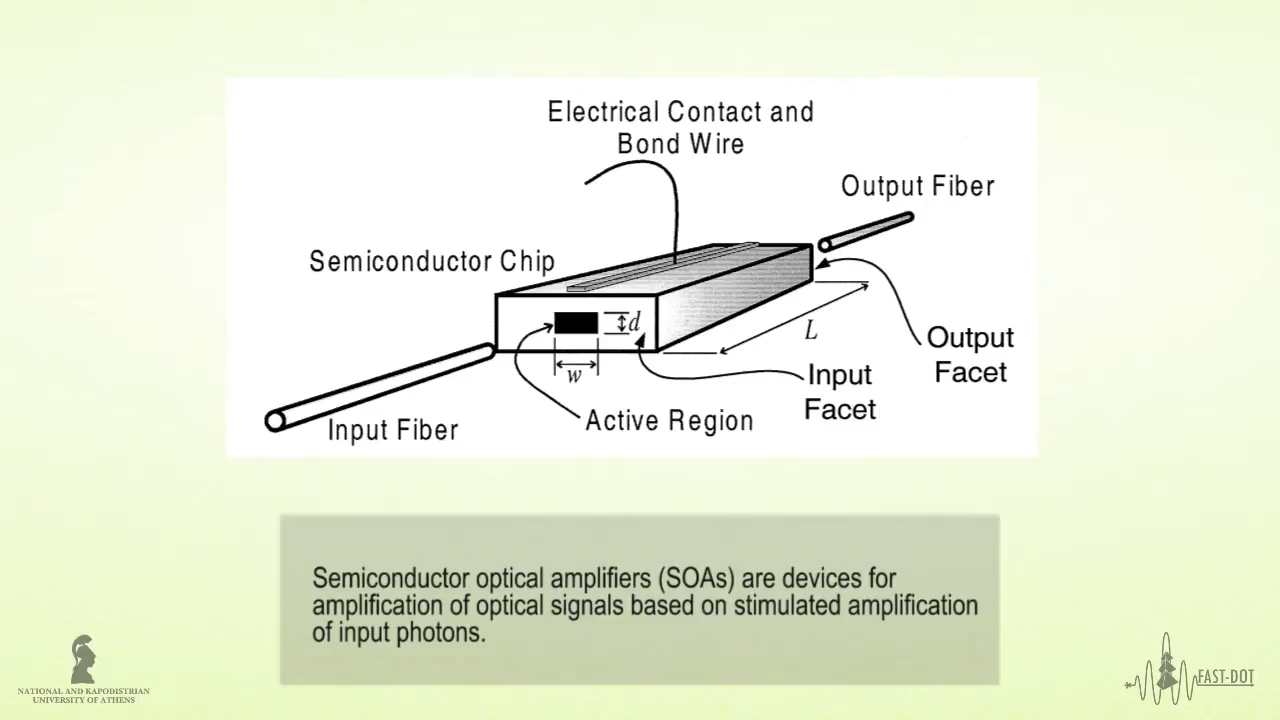 Electrical Contact and
Bond Wire
Output Fiber
Semiconductor Chip
d
L
w
Output
Facet
Input
Facet
Active Region
Input Fiber
Semiconductor optical amplifiers (SOAs) are devices for
amplification of optical signals based on stimulated amplification
of input photons.
NATIONAL AND KAPODISTRIAN
UNIVERSITY OF ATHENS
FAST-DOT